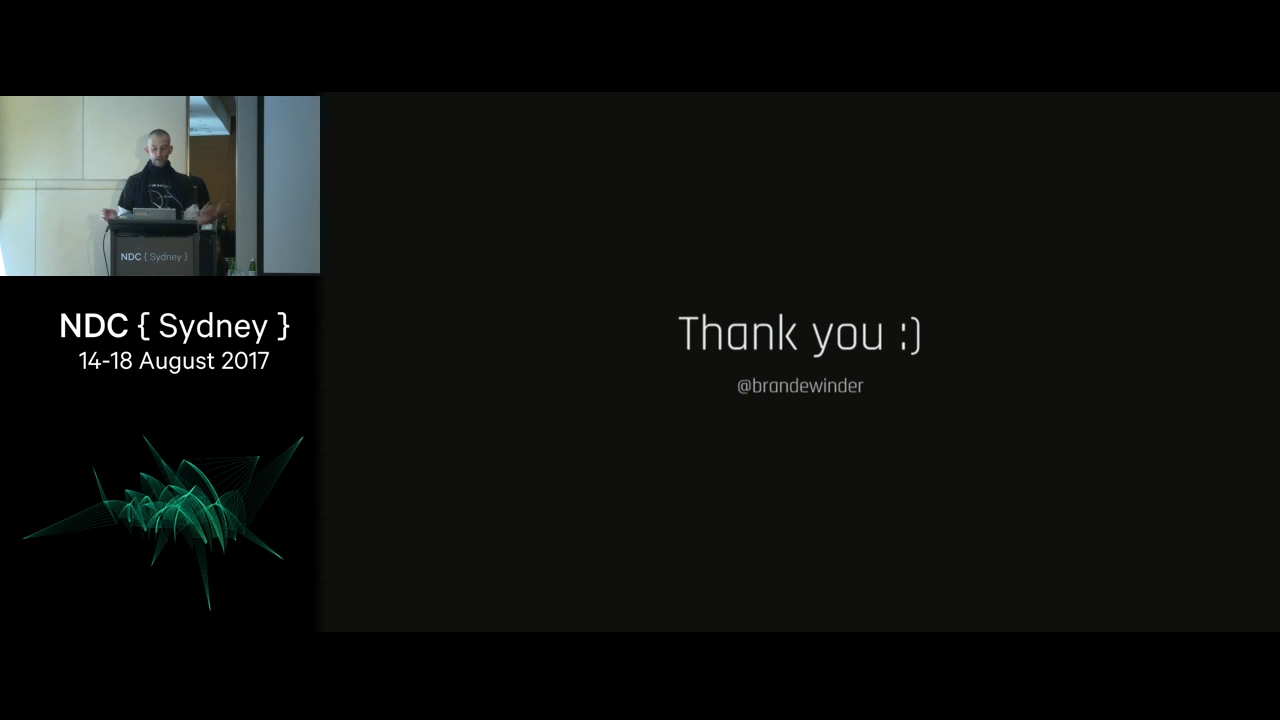 NDC { Sydney }
NDC { Sydney }
14-18 August 2017
Thank you :)
@brandewinder